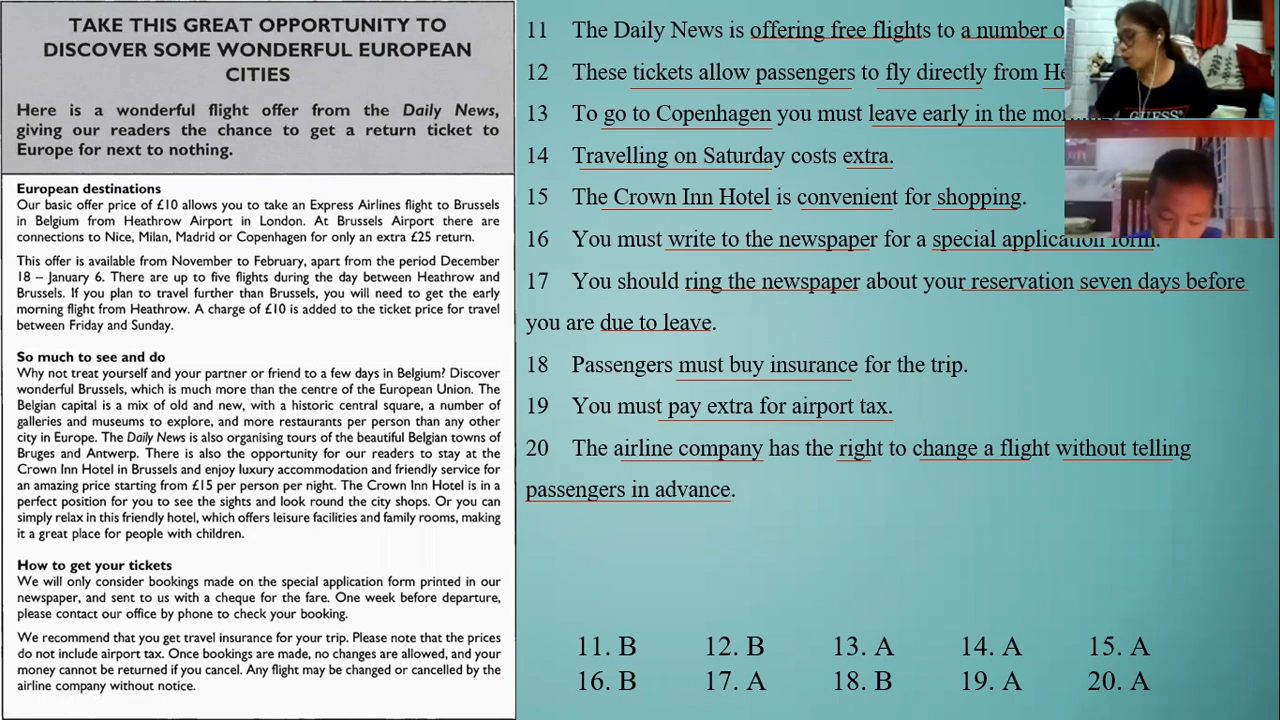 TAKE THIS GREAT OPPORTUNITY TO
DISCOVER SOME WONDERFUL EUROPEAN
CITIES
Here is a wonderful flight offer from the Daily News,
giving our readers the chance to get a return ticket to
Europe for next to nothing.
European destinations
Our basic offer price of £10 allows you to take an Express Airlines flight to Brussels
in Belgium from Heathrow Airport in London. At Brussels Airport there are
connections to Nice, Milan, Madrid or Copenhagen for only an extra £25 return.
This offer is available from November to February, apart from the period December
18 – January 6. There are up to five flights during the day between Heathrow and
Brussels. If you plan to travel further than Brussels, you will need to get the early
morning flight from Heathrow. A charge of £10 is added to the ticket price for travel
between Friday and Sunday.
So much to see and do
Why not treat yourself and your partner or friend to a few days in Belgium? Discover
wonderful Brussels, which is much more than the centre of the European Union. The
Belgian capital is a mix of old and new, with a historic central square, a number of
galleries and museums to explore, and more restaurants per person than any other
city in Europe. The Daily News is also organising tours of the beautiful Belgian towns of
Bruges and Antwerp. There is also the opportunity for our readers to stay at the
Crown Inn Hotel in Brussels and enjoy luxury accommodation and friendly service for
an amazing price starting from £15 per person per night. The Crown Inn Hotel is in a
perfect position for you to see the sights and look round the city shops. Or you can
simply relax in this friendly hotel, which offers leisure facilities and family rooms, making
it a great place for people with children.
How to get your tickets
We will only consider bookings made on the special application form printed in our
newspaper, and sent to us with a cheque for the fare. One week before departure,
please contact our office by phone to check your booking.
We recommend that you get travel insurance for your trip. Please note that the prices
do not include airport tax. Once bookings are made, no changes are allowed, and your
money cannot be returned if you cancel. Any flight may be changed or cancelled by the
airline company without notice.
11 The Daily News is offering free flights to a number
12 These tickets allow passengers to fly directly from
13 To go to Copenhagen you must leave early in the
14 Travelling on Saturday costs extra.
15 The Crown Inn Hotel is convenient for shopping.
16 You must write to the newspaper for a special application form.
17 You should ring the newspaper about your reservation seven days before
you are due to leave.
18 Passengers must buy insurance for the trip.
19 You must pay extra for airport tax.
20 The airline company has the right to change a flight without telling
passengers in advance.
11. B 12. B 13. A 14. A 15. A
16. B 17. A 18. B 19. A 20. A
GUESS